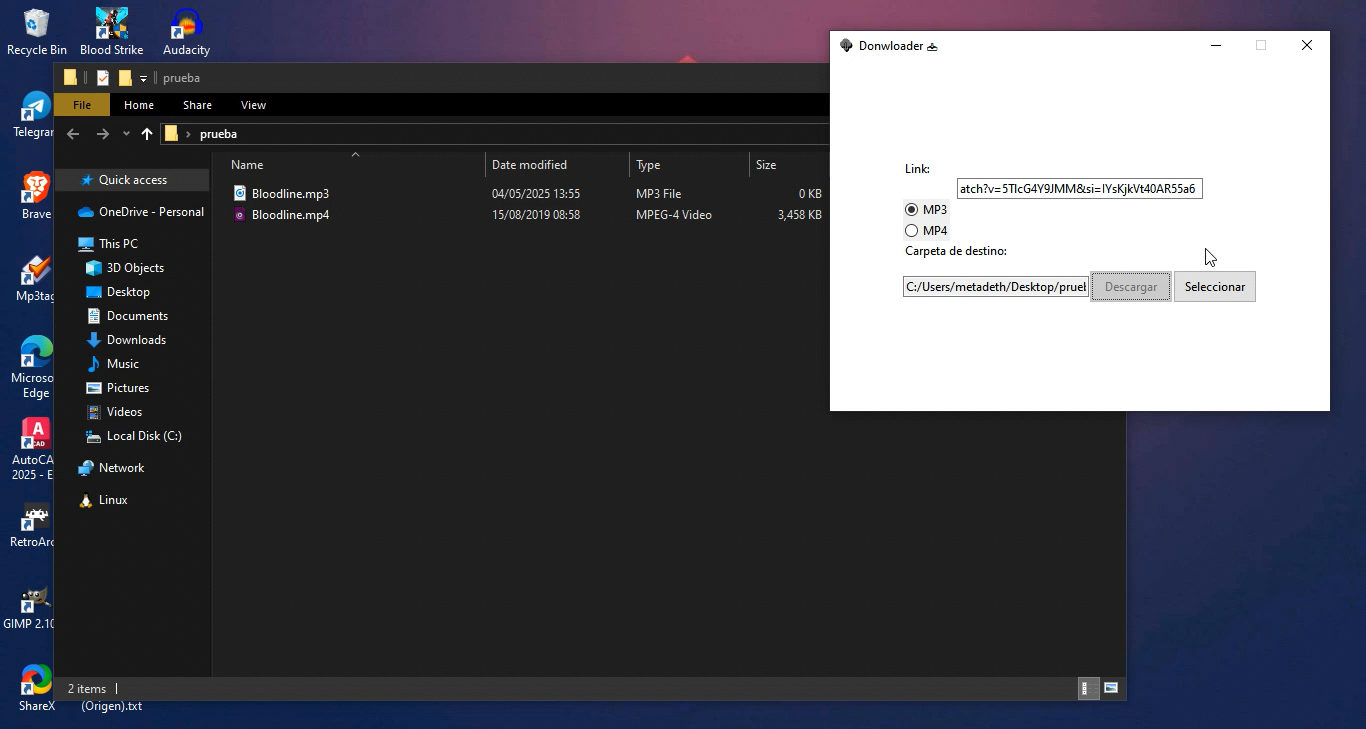 Recycle Bin
Blood Strike
Audacity
Telegram
Brave
Mp3tag
Microso
Edge
AutoCA
2025 - E
RetroArc
GIMP 2.10
ShareX
(Origen).txt
prueba
File
Home
Share
View
prueba
Name
Date modified
Type
Size
Bloodline.mp3
04/05/2025 13:55
MP3 File
0 KB
Bloodline.mp4
15/08/2019 08:58
MPEG-4 Video
3,458 KB
Quick access
OneDrive - Personal
This PC
3D Objects
Desktop
Documents
Downloads
Music
Pictures
Videos
Local Disk (C:)
Network
Linux
2 items
Donwloader
Link:
atch?v=5TlcG4Y9JMM&si=IYsKjkVt40AR55a6
MP3
MP4
Carpeta de destino:
C:/Users/metadeth/Desktop/prueb
Descargar
Seleccionar